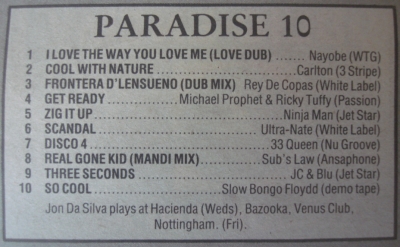 PARADISE 10
1 I LOVE THE WAY YOU LOVE ME (LOVE DUB) ....... Nayobe (WTG)
2 COOL WITH NATURE ....... Carlton (3 Stripe)
3 FRONTERA D'LENSUENO (DUB MIX) Rey De Copas (White Label)
4 GET READY ....... Michael Prophet & Ricky Tuffy (Passion)
5 ZIG IT UP ....... Ninja Man (Jet Star)
6 SCANDAL ....... Ultra-Nate (White Label)
7 DISCO 4 ....... 33 Queen (Nu Groove)
8 REAL GONE KID (MANDI MIX) ....... Sub's Law (Ansaphone)
9 THREE SECONDS ....... JC & Blu (Jet Star)
10 SO COOL ....... Slow Bongo Floydd (demo tape)
Jon Da Silva plays at Hacienda (Weds), Bazooka, Venus Club,
Nottingham. (Fri).